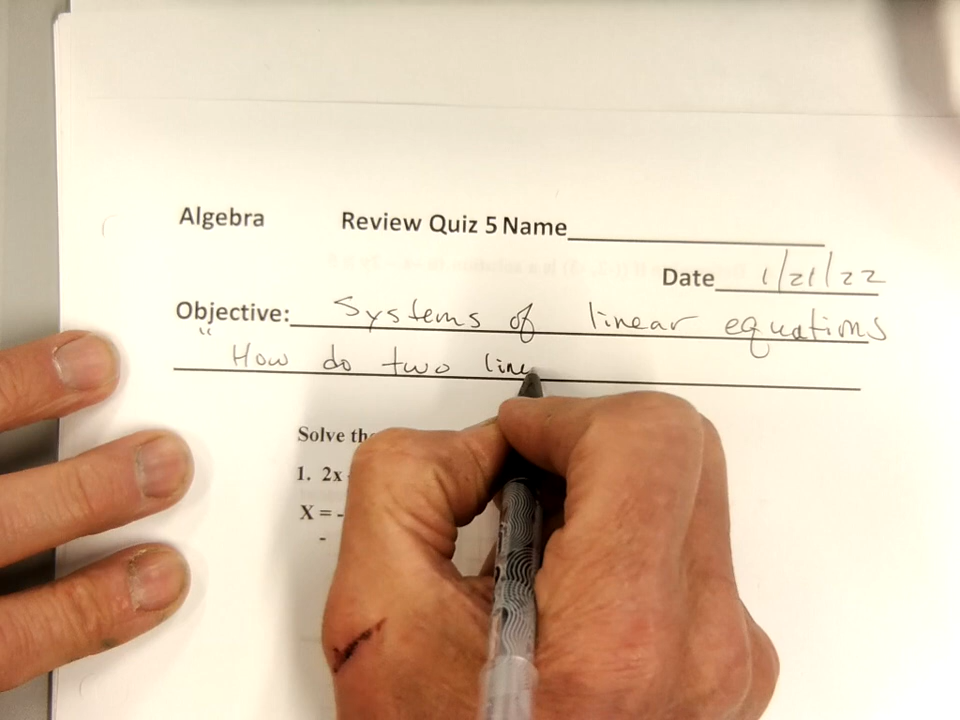 Algebra Review Quiz 5 Name
Date 1/21/22
Objective: Systems of linear equations
"How do two line
Solve the
1. 2x
X = -
-